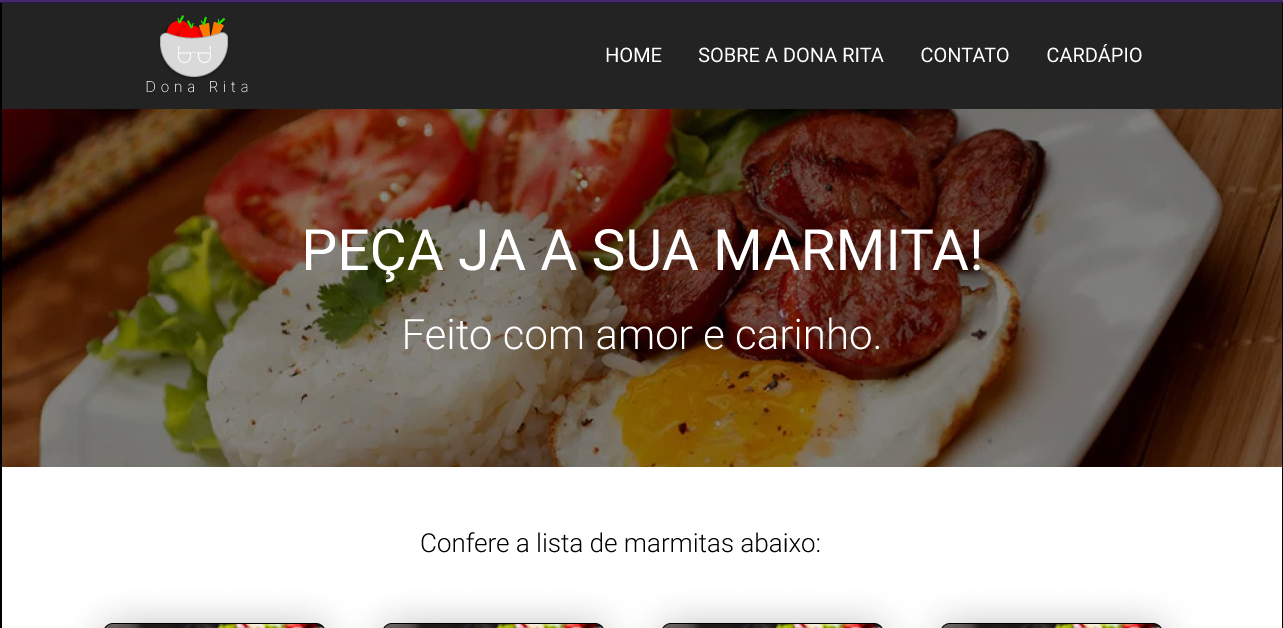 HOME SOBRE A DONA RITA CONTATO CARDÁPIO
Dona Rita
PEÇA JA A SUA MARMITA!
Feito com amor e carinho.
Confere a lista de marmitas abaixo: